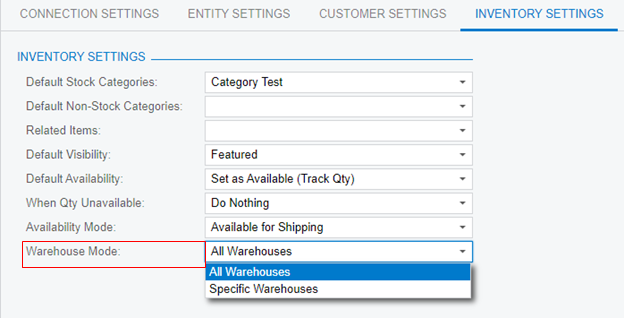 CONNECTION SETTINGS ENTITY SETTINGS CUSTOMER SETTINGS INVENTORY SETTINGS
INVENTORY SETTINGS
Default Stock Categories: Category Test
Default Non-Stock Categories:
Related Items:
Default Visibility: Featured
Default Availability: Set as Available (Track Qty)
When Qty Unavailable: Do Nothing
Availability Mode: Available for Shipping
Warehouse Mode: All Warehouses
All Warehouses
Specific Warehouses